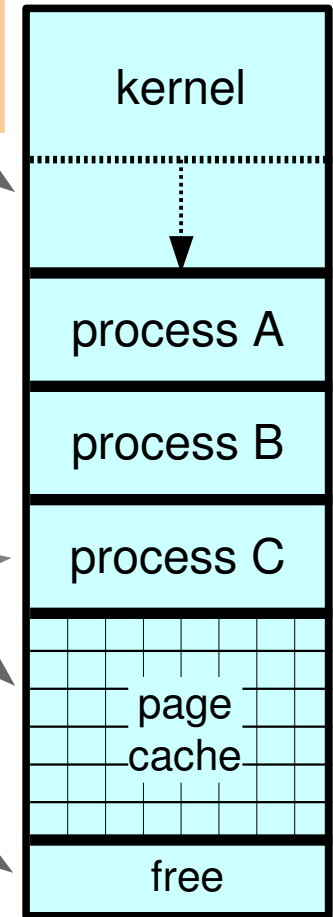 kernel
process A
process B
process C
page
cache
free